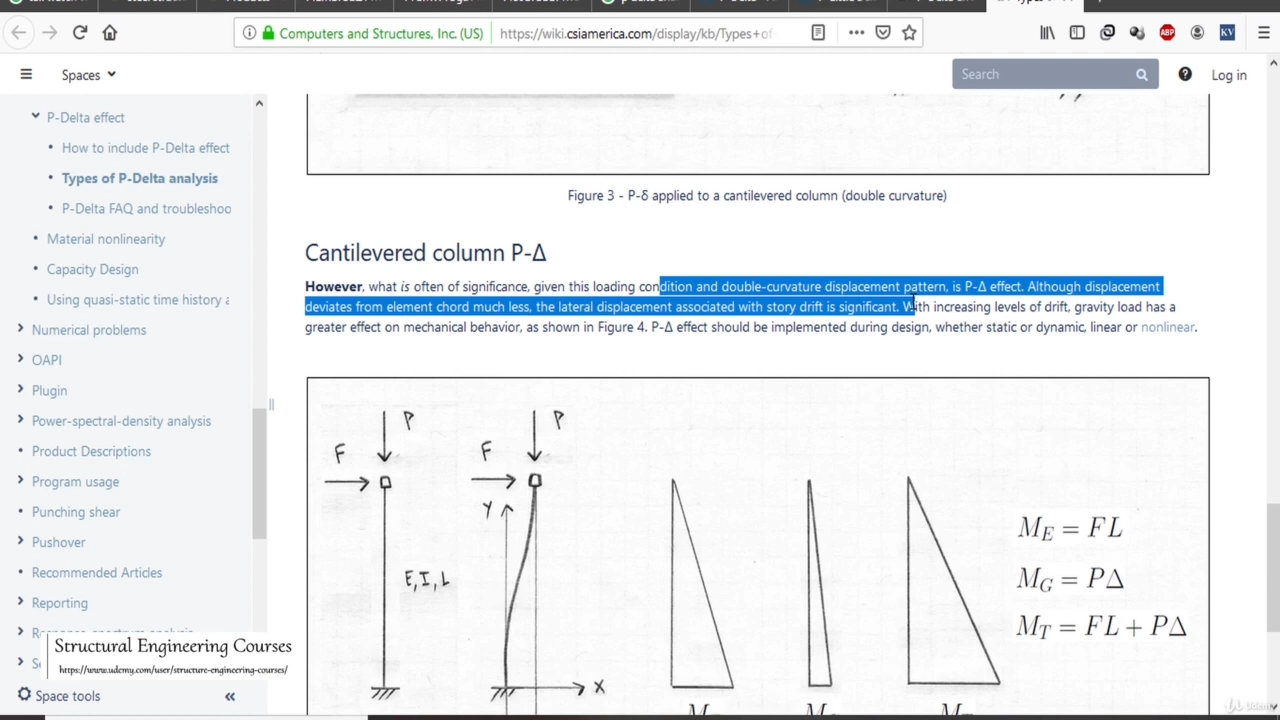 Computers and Structures, Inc. (US)
https://wiki.csiamerica.com/display/kb/Types+of
ABP
KV
Spaces
Search
Log in
P-Delta effect
How to include P-Delta effect
Types of P-Delta analysis
P-Delta FAQ and troubleshoo
Material nonlinearity
Capacity Design
Using quasi-static time history a
Numerical problems
OAPI
Plugin
Power-spectral-density analysis
Product Descriptions
Program usage
Punching shear
Pushover
Recommended Articles
Reporting
Space tools
Figure 3 - P-δ applied to a cantilevered column (double curvature)
Cantilevered column P-Δ
However, what is often of significance, given this loading condition and double-curvature displacement pattern, is P-Δ effect. Although displacement
deviates from element chord much less, the lateral displacement associated with story drift is significant. With increasing levels of drift, gravity load has a
greater effect on mechanical behavior, as shown in Figure 4. P-Δ effect should be implemented during design, whether static or dynamic, linear or nonlinear.
P
F
E, I, L
P
F
Y
X
M_E = FL
M_G = PΔ
M_T = FL + PΔ
Structural Engineering Courses
https://www.udemy.com/user/structure-engineering-courses/
Udemy